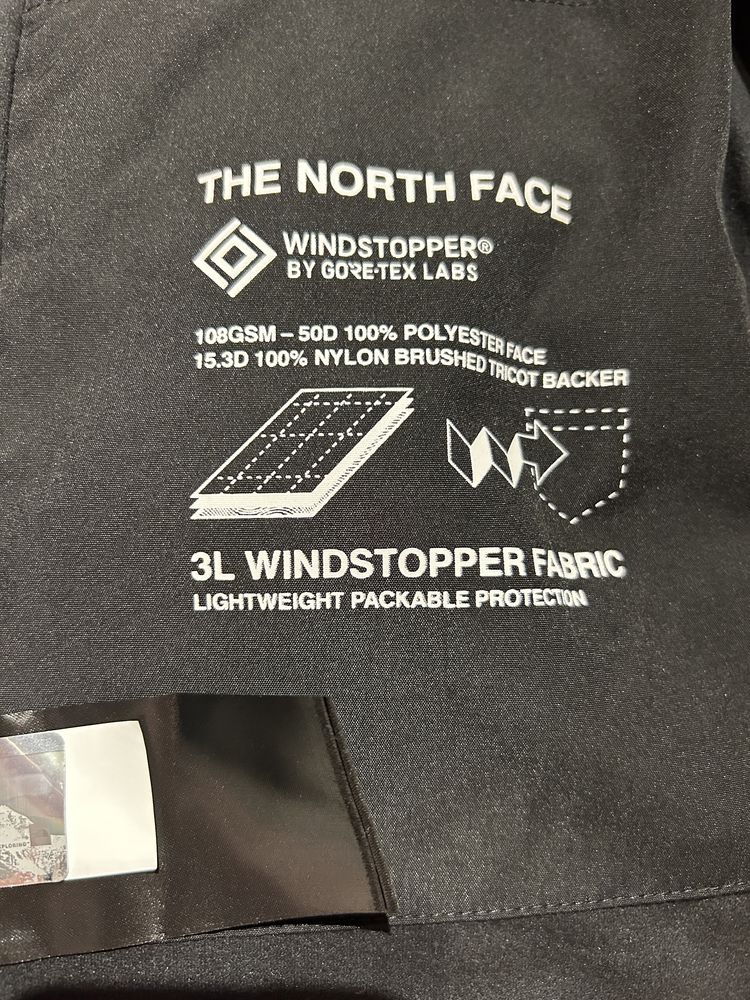 THE NORTH FACE
WINDSTOPPER®
BY GORE-TEX LABS
108GSM – 50D 100% POLYESTER FACE
15.3D 100% NYLON BRUSHED TRICOT BACKER
3L WINDSTOPPER FABRIC
LIGHTWEIGHT PACKABLE PROTECTION